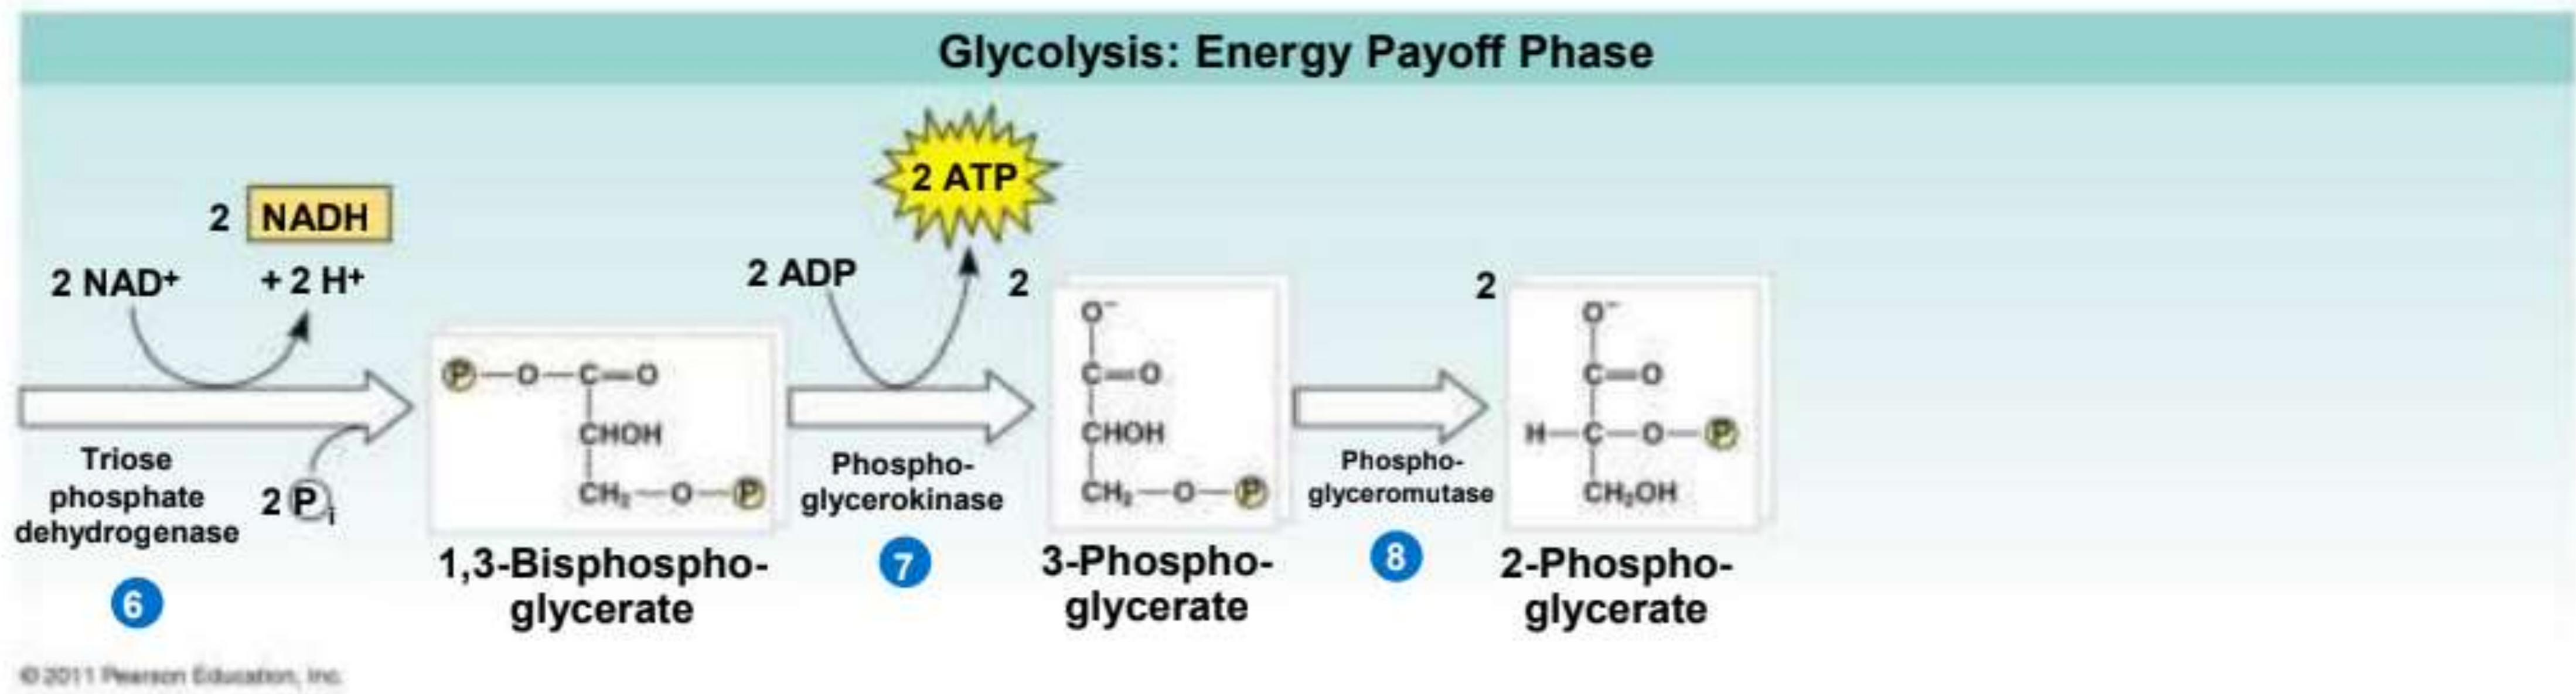 Glycolysis: Energy Payoff Phase
2 ATP
2 NADH
2 NAD+
+ 2 H+
2 ADP
2
2
P—O—C=O
CHOH
CH₂—O—P
O⁻
C=O
CHOH
CH₂—O—P
O⁻
C=O
H—C—O—P
CH₂OH
Triose
phosphate
dehydrogenase
2 Pi
6
1,3-Bisphospho-
glycerate
Phospho-
glycerokinase
7
3-Phospho-
glycerate
Phospho-
glyceromutase
8
2-Phospho-
glycerate
© 2011 Pearson Education, Inc.